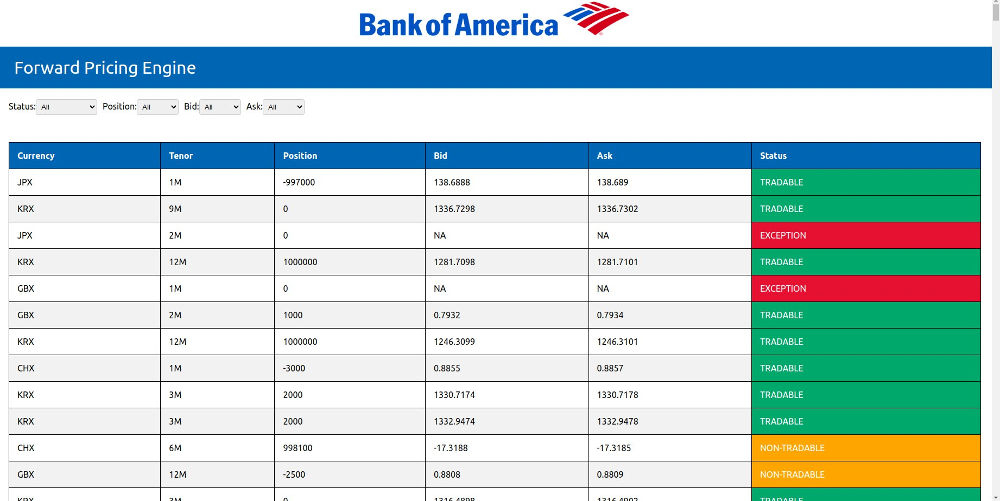 Bank of America
Forward Pricing Engine
Status: All Position: All Bid: All Ask: All
Currency Tenor Position Bid Ask Status
JPX 1M -997000 138.6888 138.689 TRADABLE
KRX 9M 0 1336.7298 1336.7302 TRADABLE
JPX 2M 0 NA NA EXCEPTION
KRX 12M 1000000 1281.7098 1281.7101 TRADABLE
GBX 1M 0 NA NA EXCEPTION
GBX 2M 1000 0.7932 0.7934 TRADABLE
KRX 12M 1000000 1246.3099 1246.3101 TRADABLE
CHX 1M -3000 0.8855 0.8857 TRADABLE
KRX 3M 2000 1330.7174 1330.7178 TRADABLE
KRX 3M 2000 1332.9474 1332.9478 TRADABLE
CHX 6M 998100 -17.3188 -17.3185 NON-TRADABLE
GBX 12M -2500 0.8808 0.8809 NON-TRADABLE
KRX 3M 0 1316.4898 1316.4902 TRADABLE